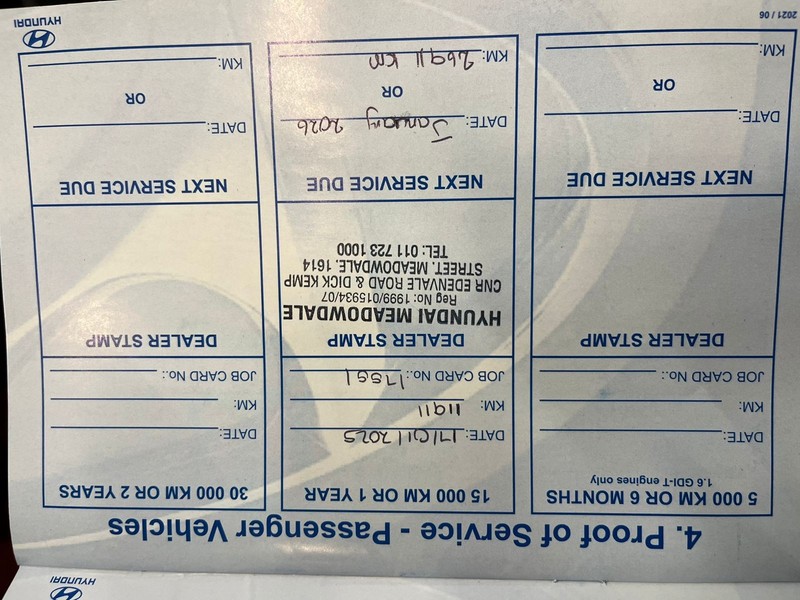 HYUNDAI
4. Proof of Service - Passenger Vehicles
5 000 KM OR 6 MONTHS
1.6 GDI-T engines only
DATE:
KM:
JOB CARD No.:
DEALER STAMP
NEXT SERVICE DUE
DATE:
OR
KM:
15 000 KM OR 1 YEAR
DATE: 17/01/2025
KM: 11911
JOB CARD No.:
DEALER STAMP
HYUNDAI MEADOWDALE
Reg No: 1999/015934/07
CNR EDENVALE ROAD & DICK KEMP
STREET, MEADOWDALE. 1614
TEL: 011 723 1000
NEXT SERVICE DUE
DATE: January 2026
OR
KM: 26911 KM
30 000 KM OR 2 YEARS
DATE:
KM:
JOB CARD No.:
DEALER STAMP
NEXT SERVICE DUE
DATE:
OR
KM:
2021 / 06
HYUNDAI